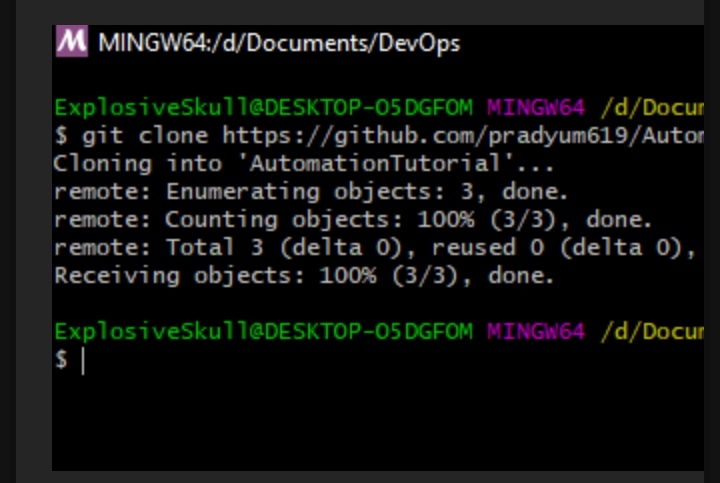 MINGW64:/d/Documents/DevOps
ExplosiveSkull@DESKTOP-O5DGFOM MINGW64 /d/Docum
$ git clone https://github.com/pradyum619/Autom
Cloning into 'AutomationTutorial'...
remote: Enumerating objects: 3, done.
remote: Counting objects: 100% (3/3), done.
remote: Total 3 (delta 0), reused 0 (delta 0),
Receiving objects: 100% (3/3), done.
ExplosiveSkull@DESKTOP-O5DGFOM MINGW64 /d/Docum
$